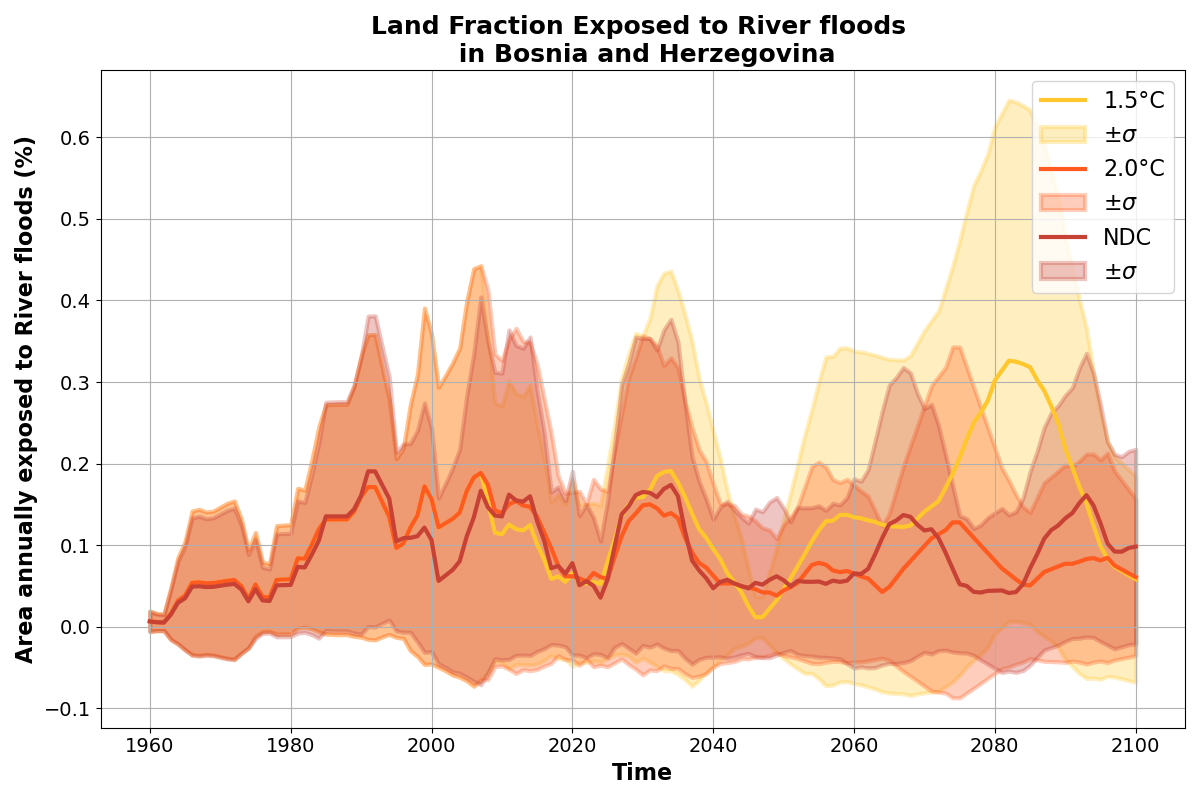 Land Fraction Exposed to River floods
in Bosnia and Herzegovina
Area annually exposed to River floods (%)
0.6
0.5
0.4
0.3
0.2
0.1
0.0
−0.1
1960
1980
2000
2020
2040
2060
2080
2100
Time
1.5°C
±σ
2.0°C
±σ
NDC
±σ